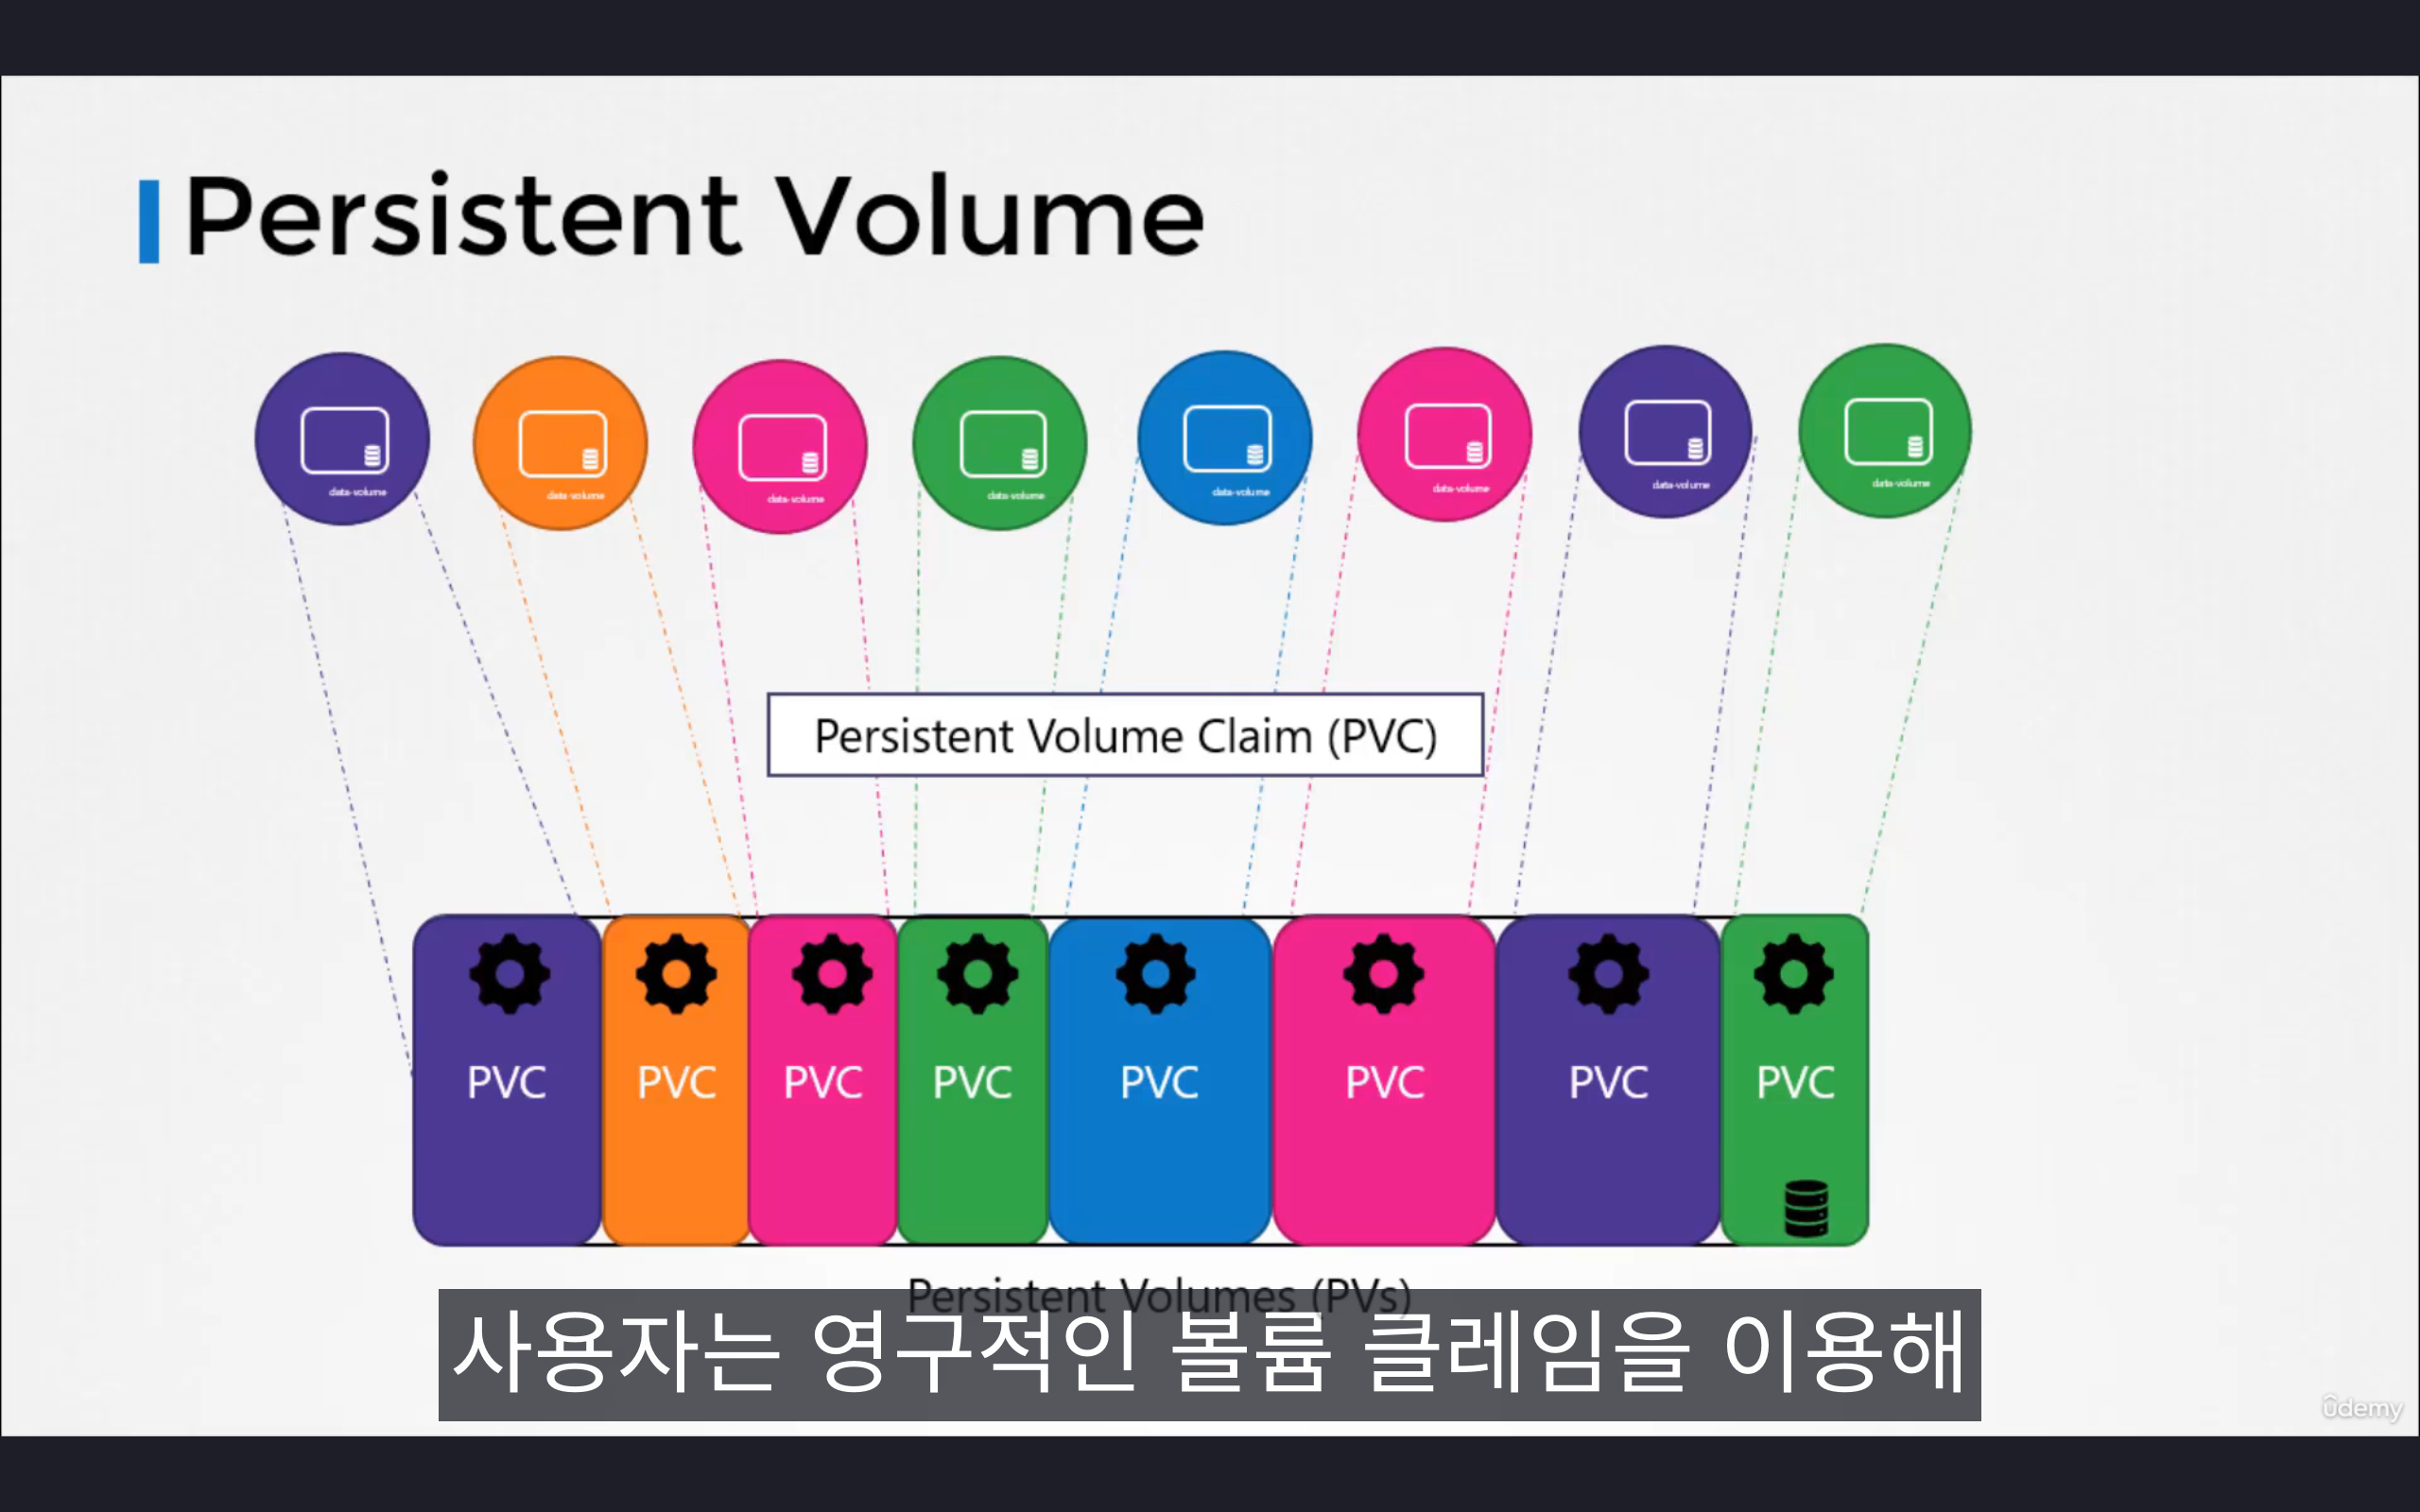 Persistent Volume
data-volume data-volume data-volume data-volume data-volume data-volume data-volume data-volume
Persistent Volume Claim (PVC)
PVC PVC PVC PVC PVC PVC PVC PVC
Persistent Volumes (PVs)
사용자는 영구적인 볼륨 클레임을 이용해
udemy